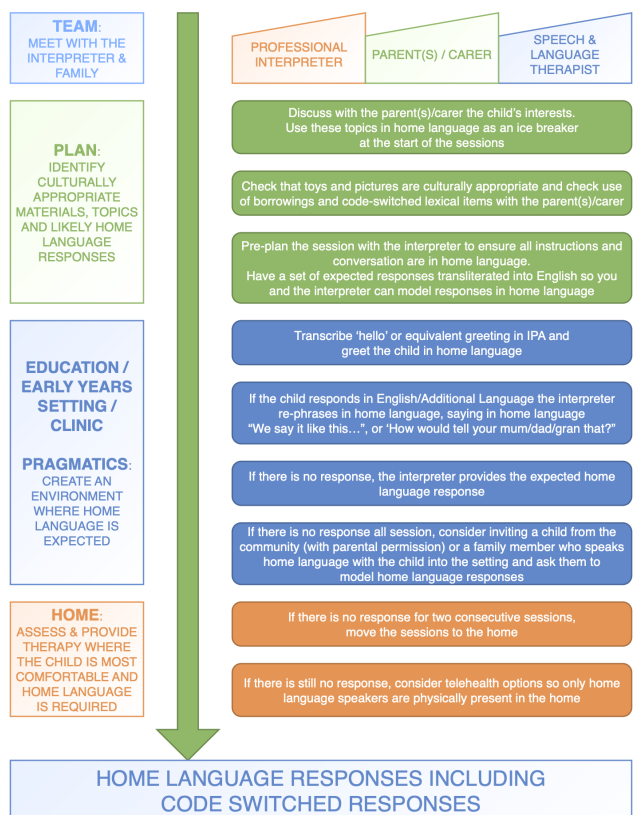 TEAM:
MEET WITH THE
INTERPRETER &
FAMILY
PROFESSIONAL
INTERPRETER
PARENT(S) / CARER
SPEECH &
LANGUAGE
THERAPIST
PLAN:
IDENTIFY
CULTURALLY
APPROPRIATE
MATERIALS, TOPICS
AND LIKELY HOME
LANGUAGE
RESPONSES
Discuss with the parent(s)/carer the child's interests.
Use these topics in home language as an ice breaker
at the start of the sessions
Check that toys and pictures are culturally appropriate and check use
of borrowings and code-switched lexical items with the parent(s)/carer
Pre-plan the session with the interpreter to ensure all instructions and
conversation are in home language.
Have a set of expected responses transliterated into English so you
and the interpreter can model responses in home language
EDUCATION /
EARLY YEARS
SETTING /
CLINIC
PRAGMATICS:
CREATE AN
ENVIRONMENT
WHERE HOME
LANGUAGE IS
EXPECTED
Transcribe ‘hello’ or equivalent greeting in IPA and
greet the child in home language
If the child responds in English/Additional Language the interpreter
re-phrases in home language, saying in home language
“We say it like this…”, or ‘How would tell your mum/dad/gran that?”
If there is no response, the interpreter provides the expected home
language response
If there is no response all session, consider inviting a child from the
community (with parental permission) or a family member who speaks
home language with the child into the setting and ask them to
model home language responses
HOME:
ASSESS & PROVIDE
THERAPY WHERE
THE CHILD IS MOST
COMFORTABLE AND
HOME LANGUAGE
IS REQUIRED
If there is no response for two consecutive sessions,
move the sessions to the home
If there is still no response, consider telehealth options so only home
language speakers are physically present in the home
HOME LANGUAGE RESPONSES INCLUDING
CODE SWITCHED RESPONSES